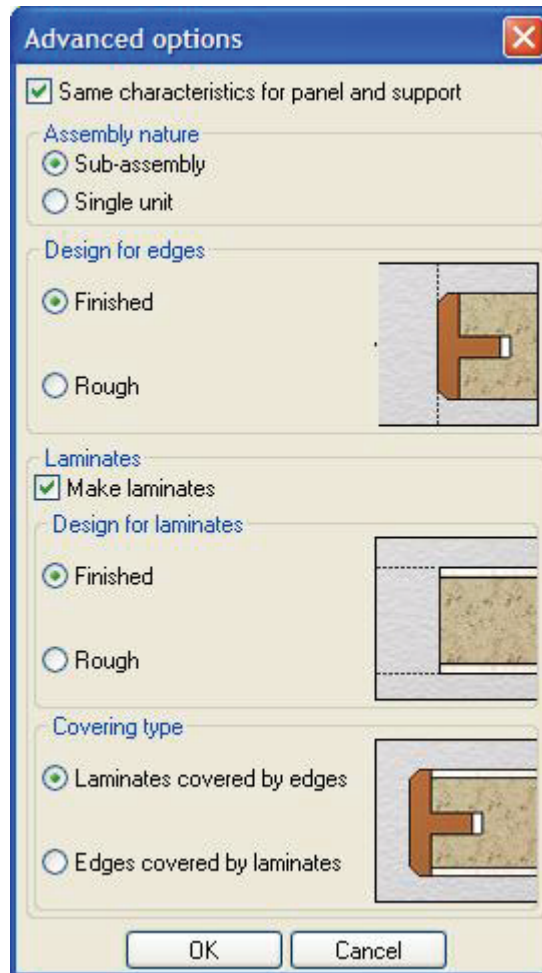 Advanced options
Same characteristics for panel and support
Assembly nature
Sub-assembly
Single unit
Design for edges
Finished
Rough
Laminates
Make laminates
Design for laminates
Finished
Rough
Covering type
Laminates covered by edges
Edges covered by laminates
OK Cancel